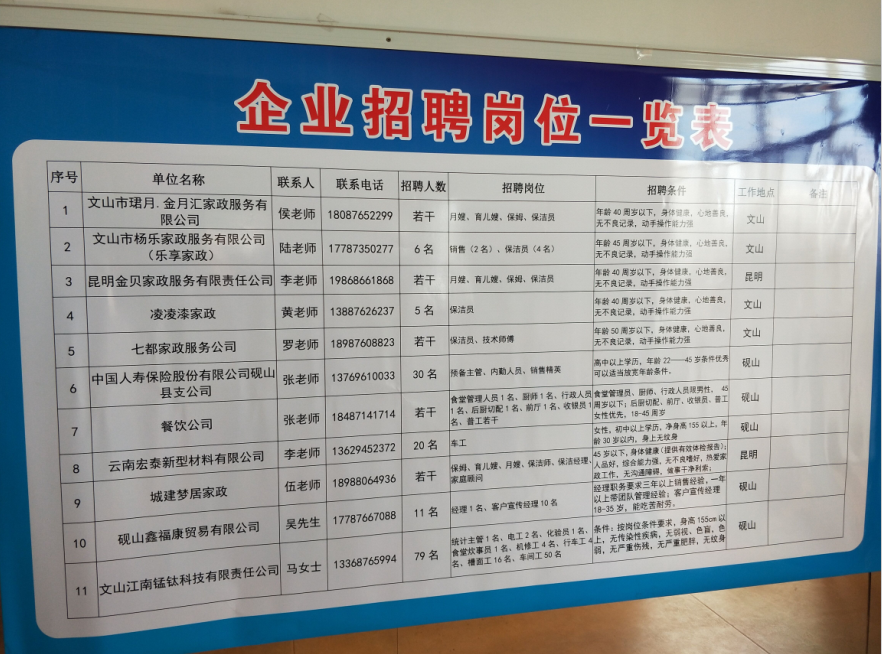 企业招聘岗位一览表
序号 单位名称 联系人 联系电话 招聘人数 招聘岗位 招聘条件 工作地点 备注
1 文山市珺月.金月汇家政服务有限公司 侯老师 18087652299 若干 月嫂、育儿嫂、保姆、保洁员 年龄40周岁以下，身体健康，心地善良，无不良记录，动手操作能力强 文山
2 文山市杨乐家政服务有限公司（乐享家政） 陆老师 17787350277 6名 销售（2名）、保洁员（4名） 年龄45周岁以下，身体健康，心地善良，无不良记录，动手操作能力强 文山
3 昆明金贝家政服务有限责任公司 李老师 19868661868 若干 月嫂、育儿嫂、保姆、保洁员 年龄40周岁以下，身体健康，心地善良，无不良记录，动手操作能力强 昆明
4 凌凌漆家政 黄老师 13887626237 5名 保洁员 年龄40周岁以下，身体健康，心地善良，无不良记录，动手操作能力强 文山
5 七都家政服务公司 罗老师 18987608823 若干 保洁员、技术师傅 年龄50周岁以下，身体健康，心地善良，无不良记录，动手操作能力强 文山
6 中国人寿保险股份有限公司砚山县支公司 张老师 13769610033 30名 预备主管、内勤人员、销售精英 高中以上学历，年龄22——45岁条件优秀可以适当放宽年龄条件。 砚山
7 餐饮公司 张老师 18487141714 若干 食堂管理人员1名、厨师1名、行政人员1名、后厨切配1名、前厅1名、收银员1名、普工若干 食堂管理员、厨师、行政人员限男性，45周岁以下；后厨切配、前厅、收银员、普工女性优先，18-45周岁 砚山
8 云南宏泰新型材料有限公司 李老师 13629452372 20名 车工 女性，初中以上学历，净身高155以上，年龄30岁以内，身上无纹身 砚山
9 城建梦居家政 伍老师 18988064936 若干 保姆、育儿嫂、月嫂、保洁师、保洁经理、家庭顾问 45岁以下，身体健康（提供有效体检报告）；人品好，综合能力强，无不良嗜好，热爱家政工作，无沟通障碍，做事干净利索； 昆明
10 砚山鑫福康贸易有限公司 吴先生 17787667088 11名 经理1名、客户宣传经理10名 经理职务要求三年以上销售经验，一年以上带团队管理经验；客户宣传经理18-35岁，能吃苦耐劳。 砚山
11 文山江南锰钛科技有限责任公司 马女士 13368765994 79名 统计主管1名、电工2名、化验员1名、食堂炊事员1名、机修工4名、行车工4名、槽面工16名、车间工50名 条件：按岗位条件要求，身高155cm以上，无传染性疾病，无弱视、色盲、色弱，无严重伤残，无严重肥胖，无纹身 砚山